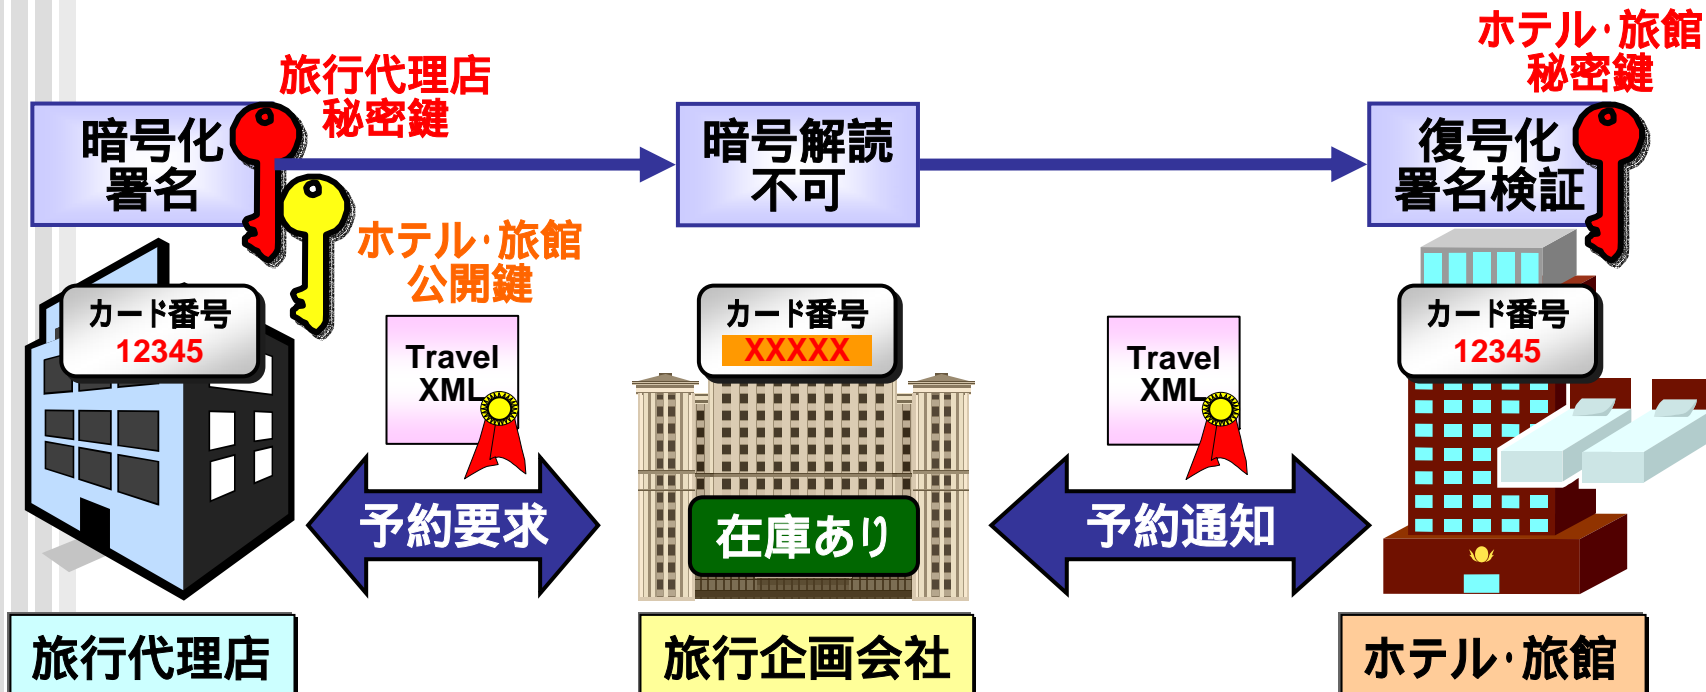 ホテル・旅館
秘密鍵
旅行代理店
秘密鍵
暗号化
署名
暗号解読
不可
復号化
署名検証
ホテル・旅館
公開鍵
カード番号
12345
Travel
XML
カード番号
XXXXX
Travel
XML
カード番号
12345
予約要求
在庫あり
予約通知
旅行代理店
旅行企画会社
ホテル・旅館